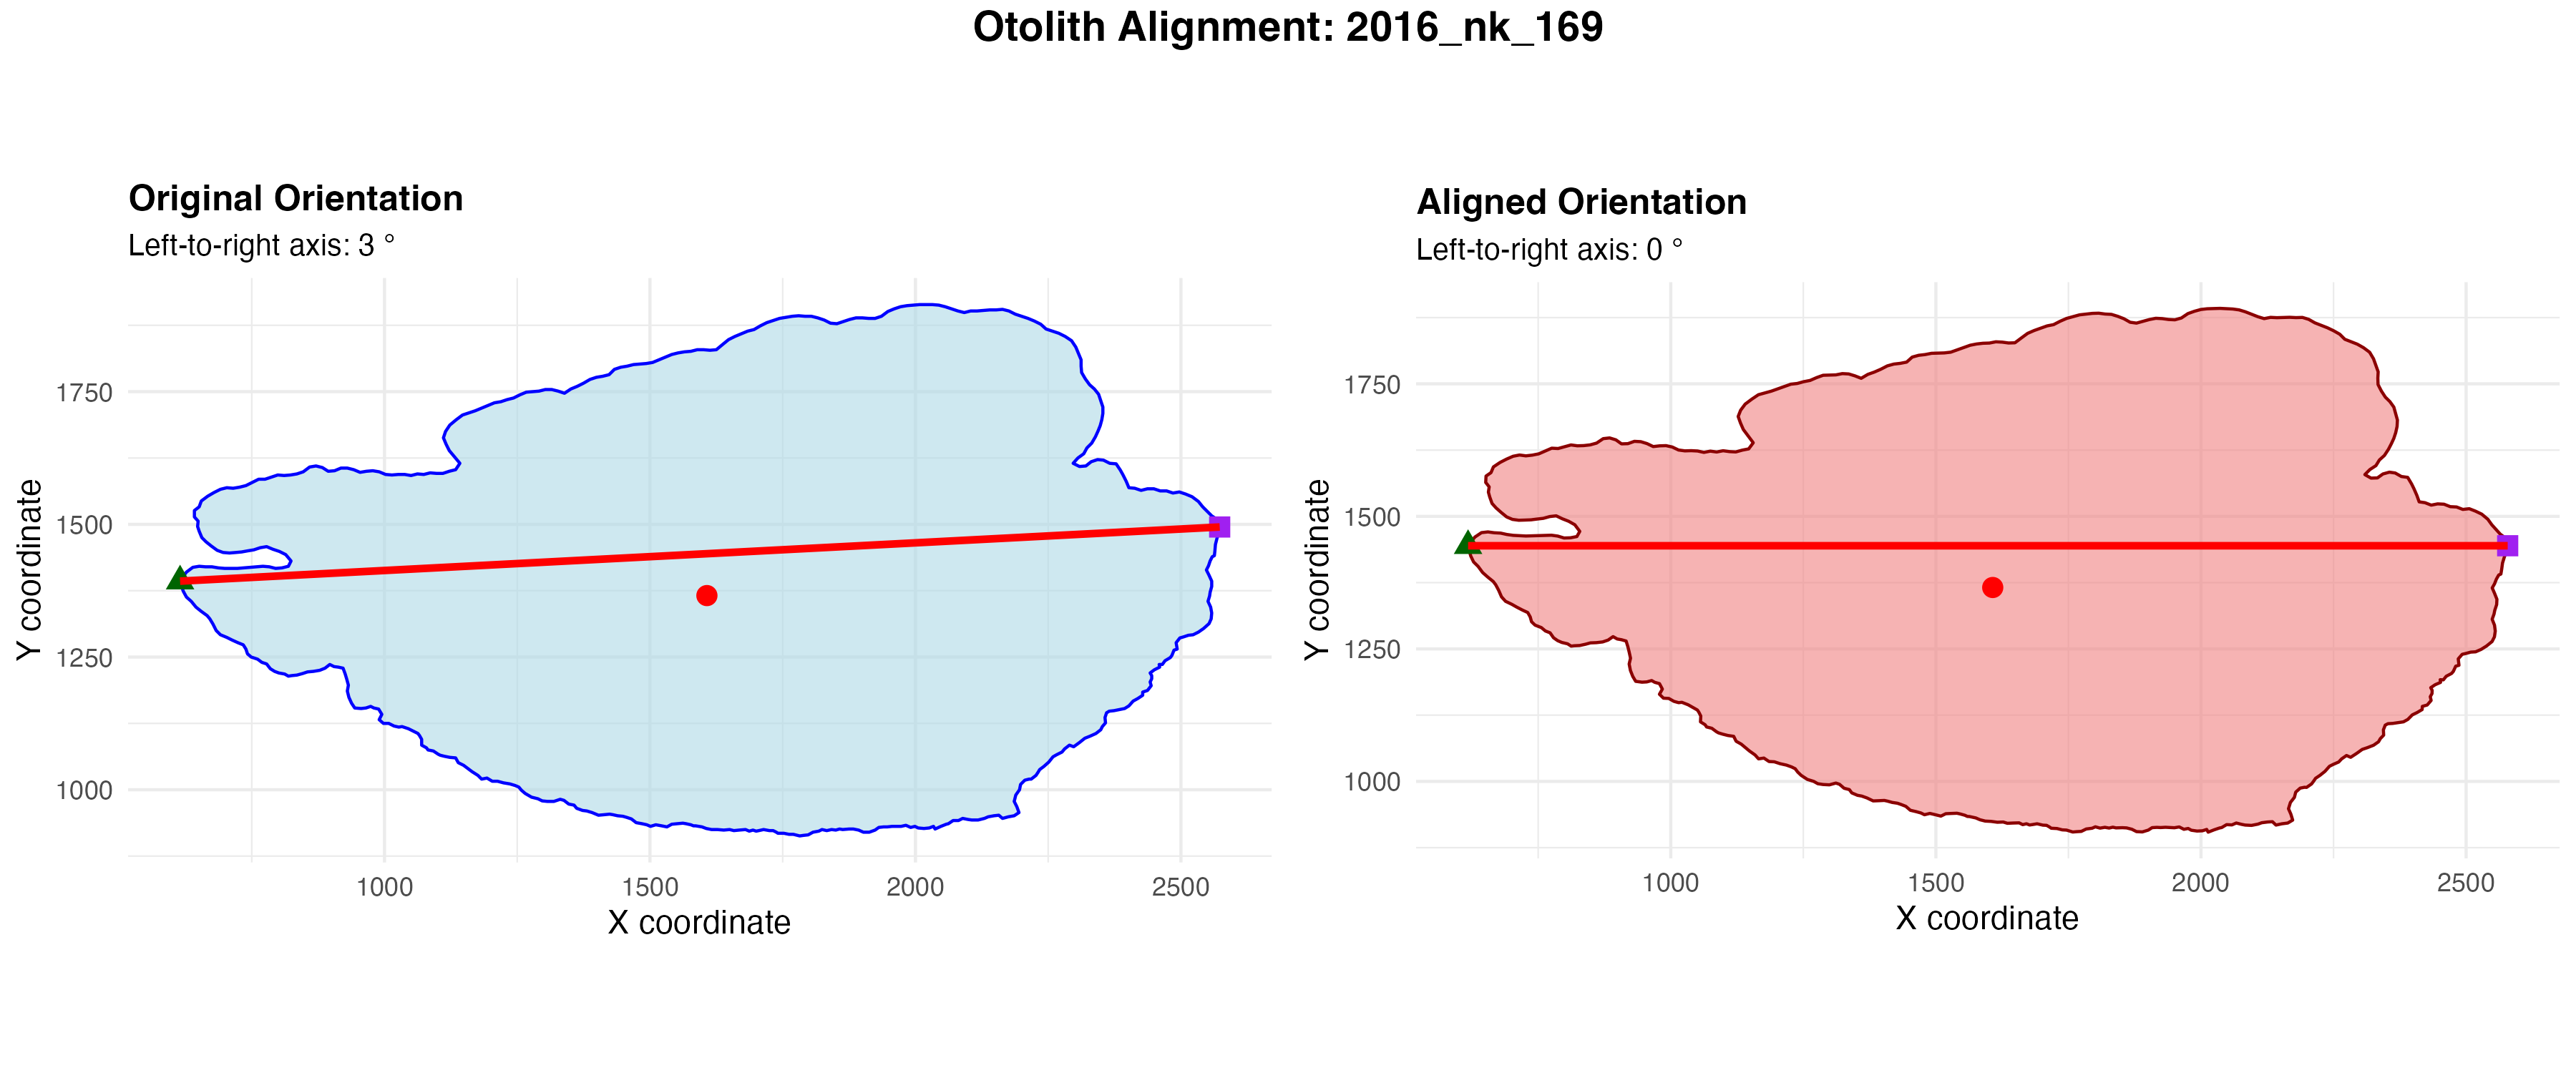 Otolith Alignment: 2016_nk_169
Original Orientation
Left-to-right axis: 3 °
1750
1500
1250
1000
Y coordinate
1000
1500
2000
2500
X coordinate
Aligned Orientation
Left-to-right axis: 0 °
1750
1500
1250
1000
Y coordinate
1000
1500
2000
2500
X coordinate